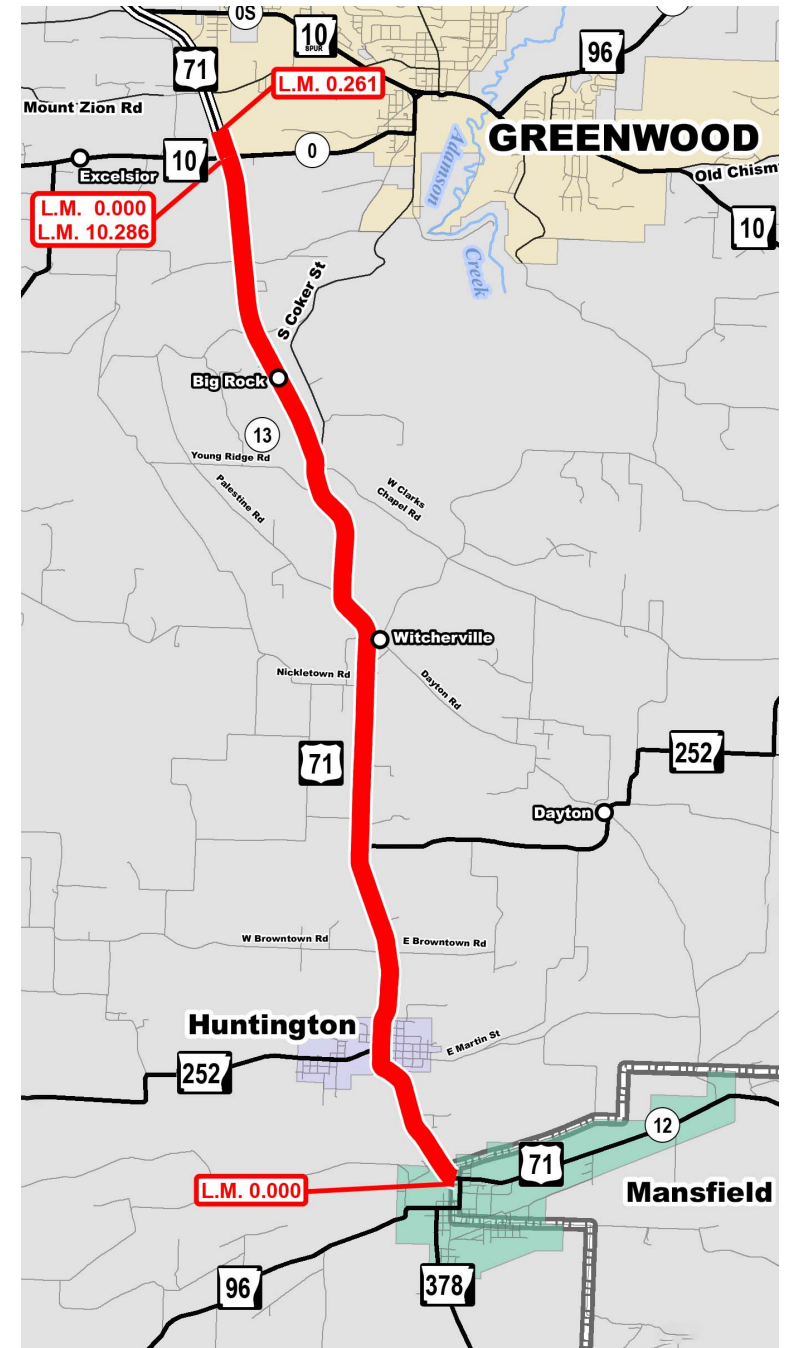 0S
10
SPUR
71
96
L.M. 0.261
Mount Zion Rd
GREENWOOD
Adamson
Creek
0
10
Excelsior
Old Chism
L.M. 0.000
L.M. 10.286
10
S Coker St
Big Rock
13
Young Ridge Rd
Palestine Rd
W Clarks
Chapel Rd
Witcherville
Nickletown Rd
Dayton Rd
71
252
Dayton
W Browntown Rd
E Browntown Rd
Huntington
E Martin St
252
12
71
L.M. 0.000
Mansfield
96
378